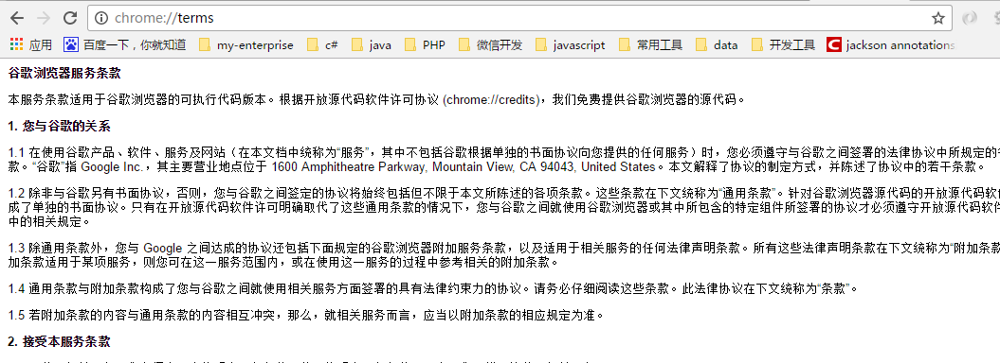 chrome://terms
应用 百度一下，你就知道 my-enterprise c# java PHP 微信开发 javascript 常用工具 data 开发工具 jackson annotations
谷歌浏览器服务条款
本服务条款适用于谷歌浏览器的可执行代码版本。根据开放源代码软件许可协议 (chrome://credits)，我们免费提供谷歌浏览器的源代码。
1. 您与谷歌的关系
1.1 在使用谷歌产品、软件、服务及网站（在本文档中统称为“服务”，其中不包括谷歌根据单独的书面协议向您提供的任何服务）时，您必须遵守与谷歌之间签署的法律协议中所规定的
款。“谷歌”指 Google Inc.，其主要营业地点位于 1600 Amphitheatre Parkway, Mountain View, CA 94043, United States。本文解释了协议的制定方式，并陈述了协议中的若干条款。
1.2 除非与谷歌另有书面协议，否则，您与谷歌之间签定的协议将始终包括但不限于本文所陈述的各项条款。这些条款在下文统称为“通用条款”。针对谷歌浏览器源代码的开放源代码软
成了单独的书面协议。只有在开放源代码软件许可明确取代了这些通用条款的情况下，您与谷歌之间就使用谷歌浏览器或其中所包含的特定组件所签署的协议才必须遵守开放源代码软件
中的相关规定。
1.3 除通用条款外，您与 Google 之间达成的协议还包括下面规定的谷歌浏览器附加服务条款，以及适用于相关服务的任何法律声明条款。所有这些法律声明条款在下文统称为“附加条款
加条款适用于某项服务，则您可在这一服务范围内，或在使用这一服务的过程中参考相关的附加条款。
1.4 通用条款与附加条款构成了您与谷歌之间就使用相关服务方面签署的具有法律约束力的协议。请务必仔细阅读这些条款。此法律协议在下文统称为“条款”。
1.5 若附加条款的内容与通用条款的内容相互冲突，那么，就相关服务而言，应当以附加条款的相应规定为准。
2. 接受本服务条款